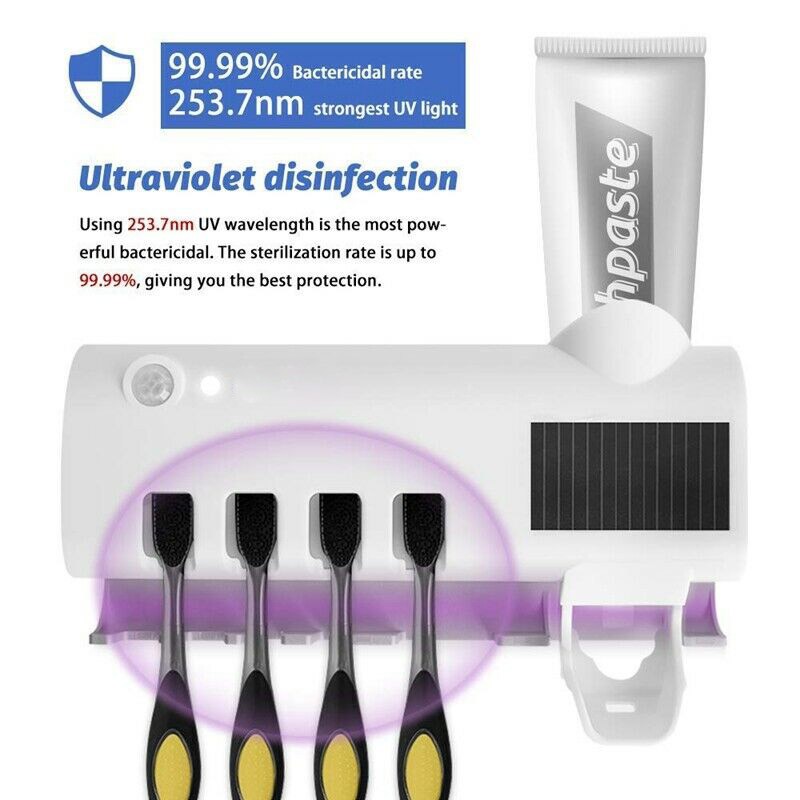 99.99% Bactericidal rate
253.7nm strongest UV light
Ultraviolet disinfection
Using 253.7nm UV wavelength is the most pow-
erful bactericidal. The sterilization rate is up to
99.99%, giving you the best protection.
hpaste